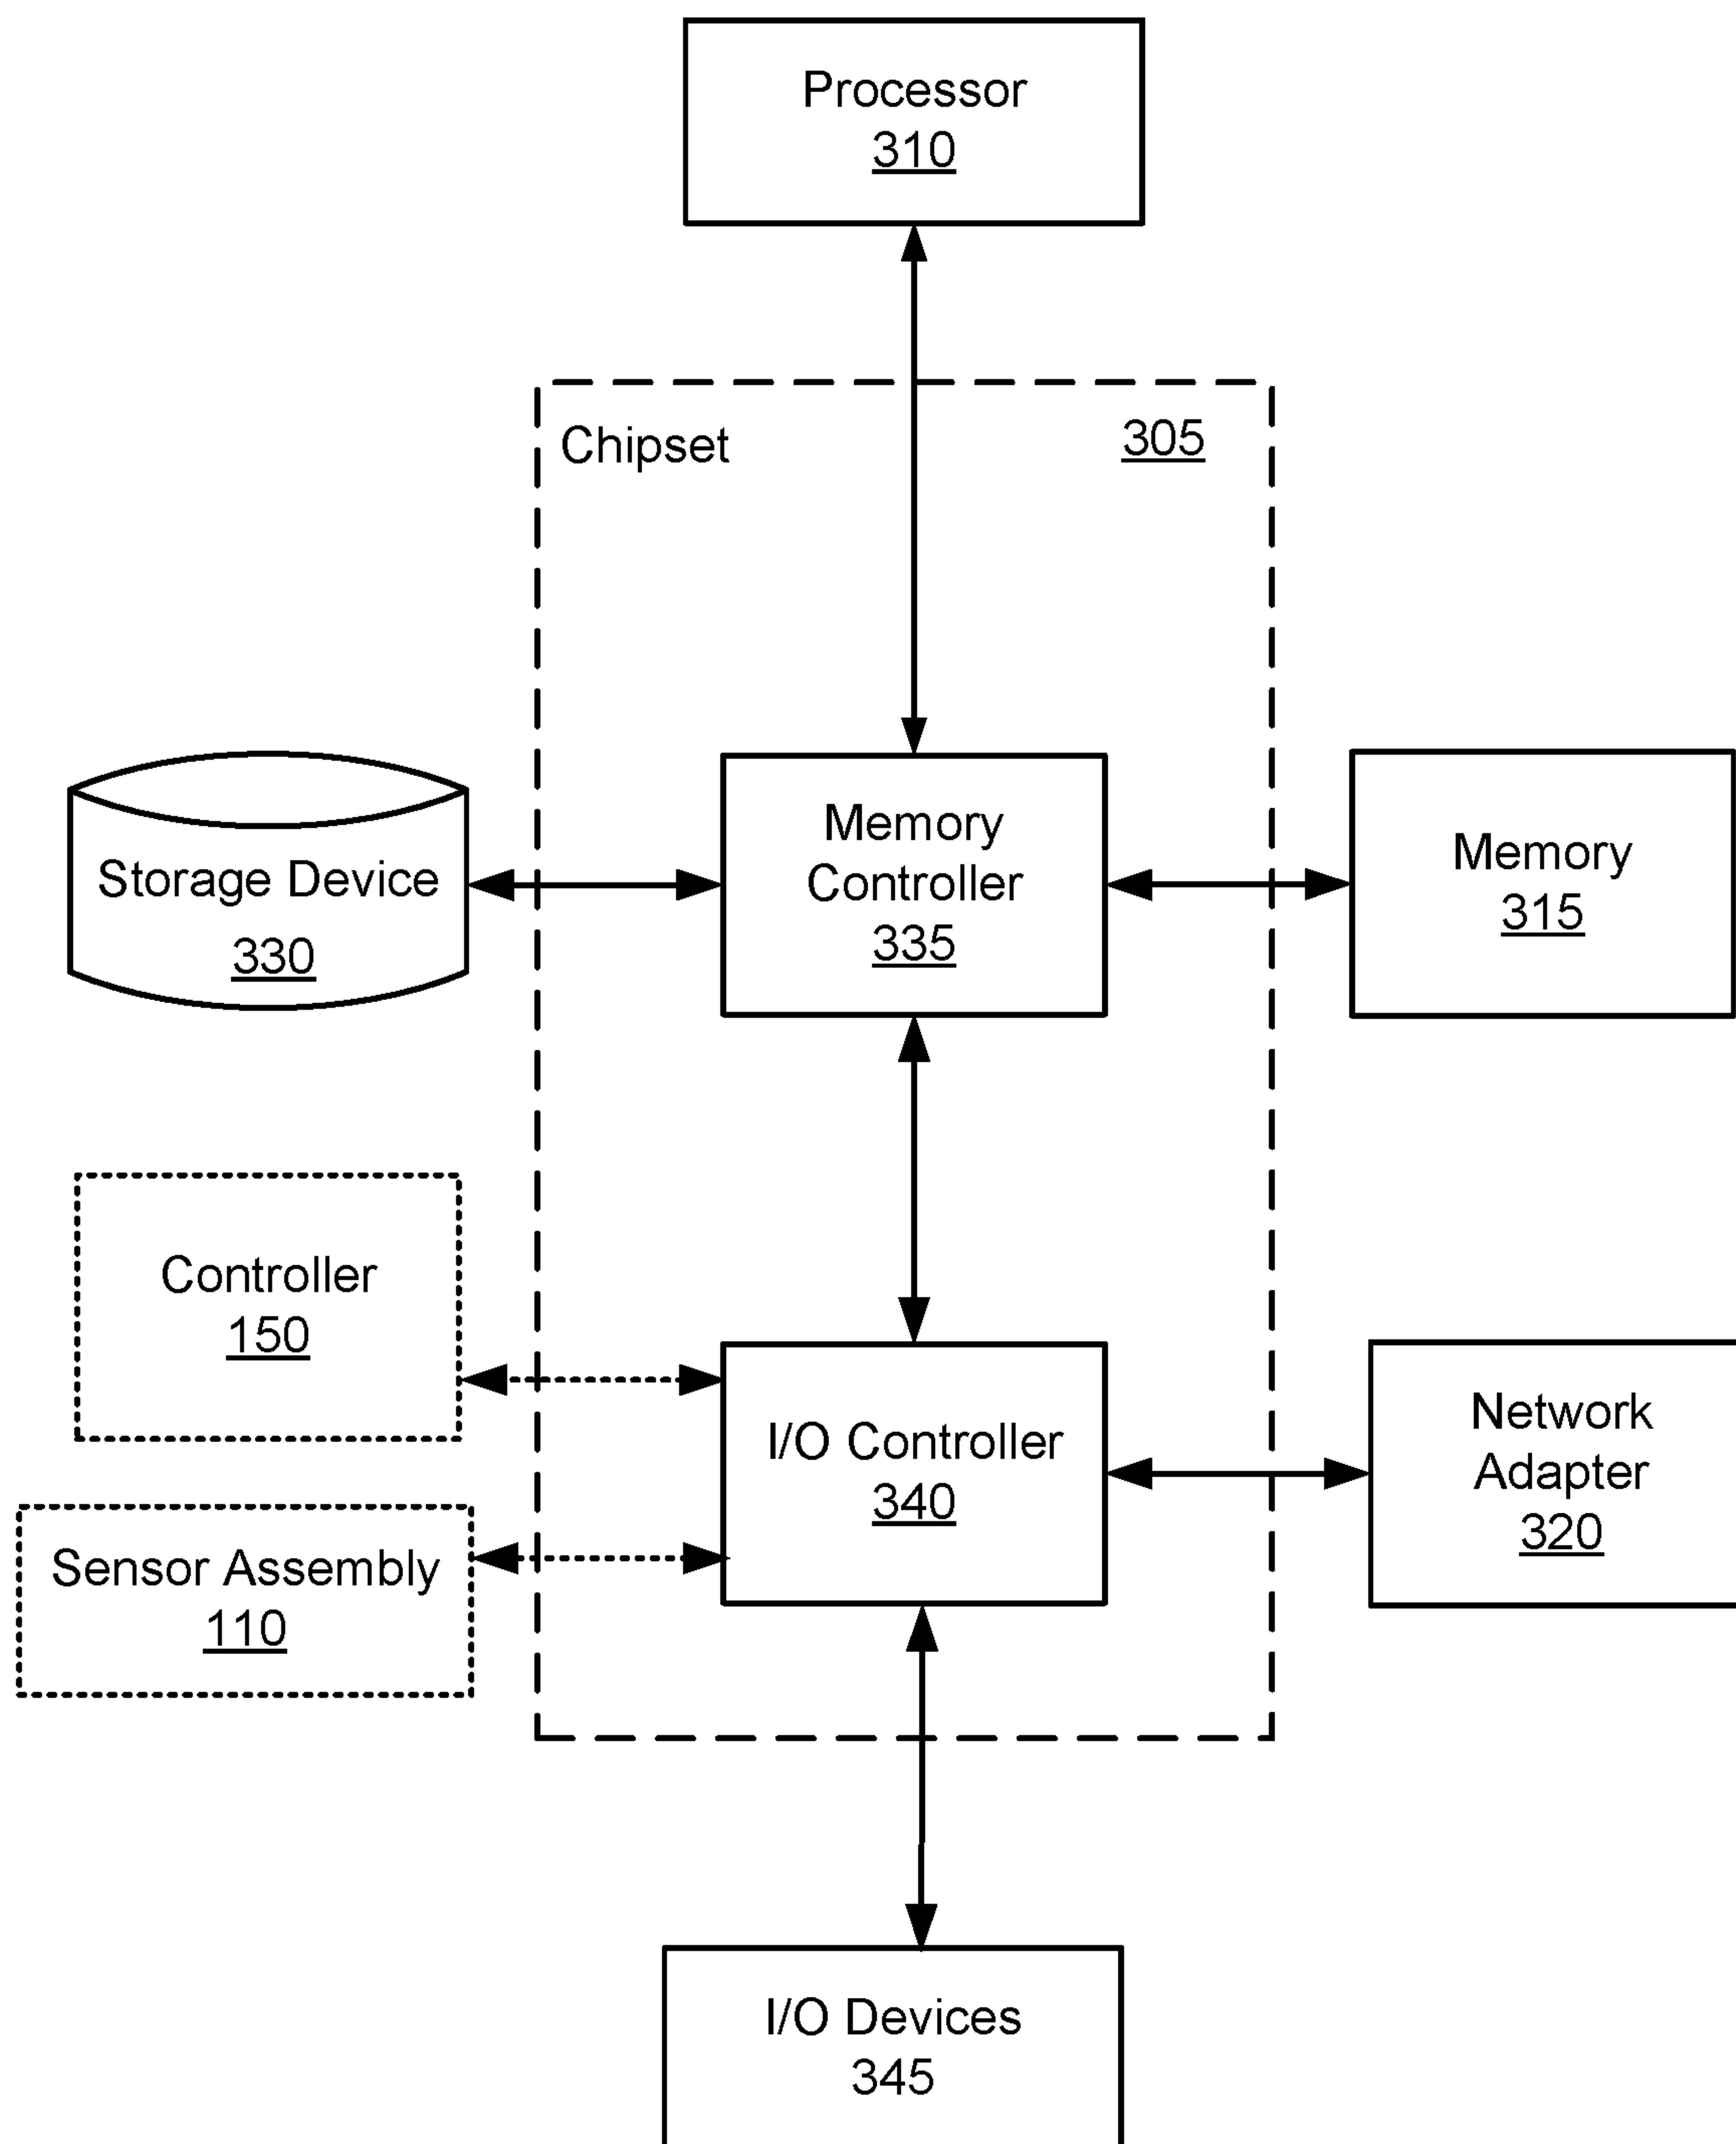 Processor
310
Chipset
305
Storage Device
330
Memory
Controller
335
Memory
315
Controller
150
I/O Controller
340
Network
Adapter
320
Sensor Assembly
110
I/O Devices
345